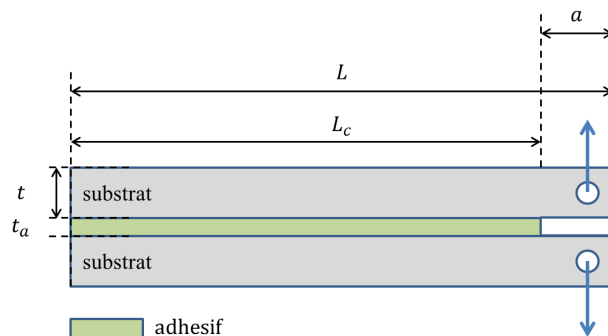 a
L
L_c
t
substrat
t_a
substrat
adhesif